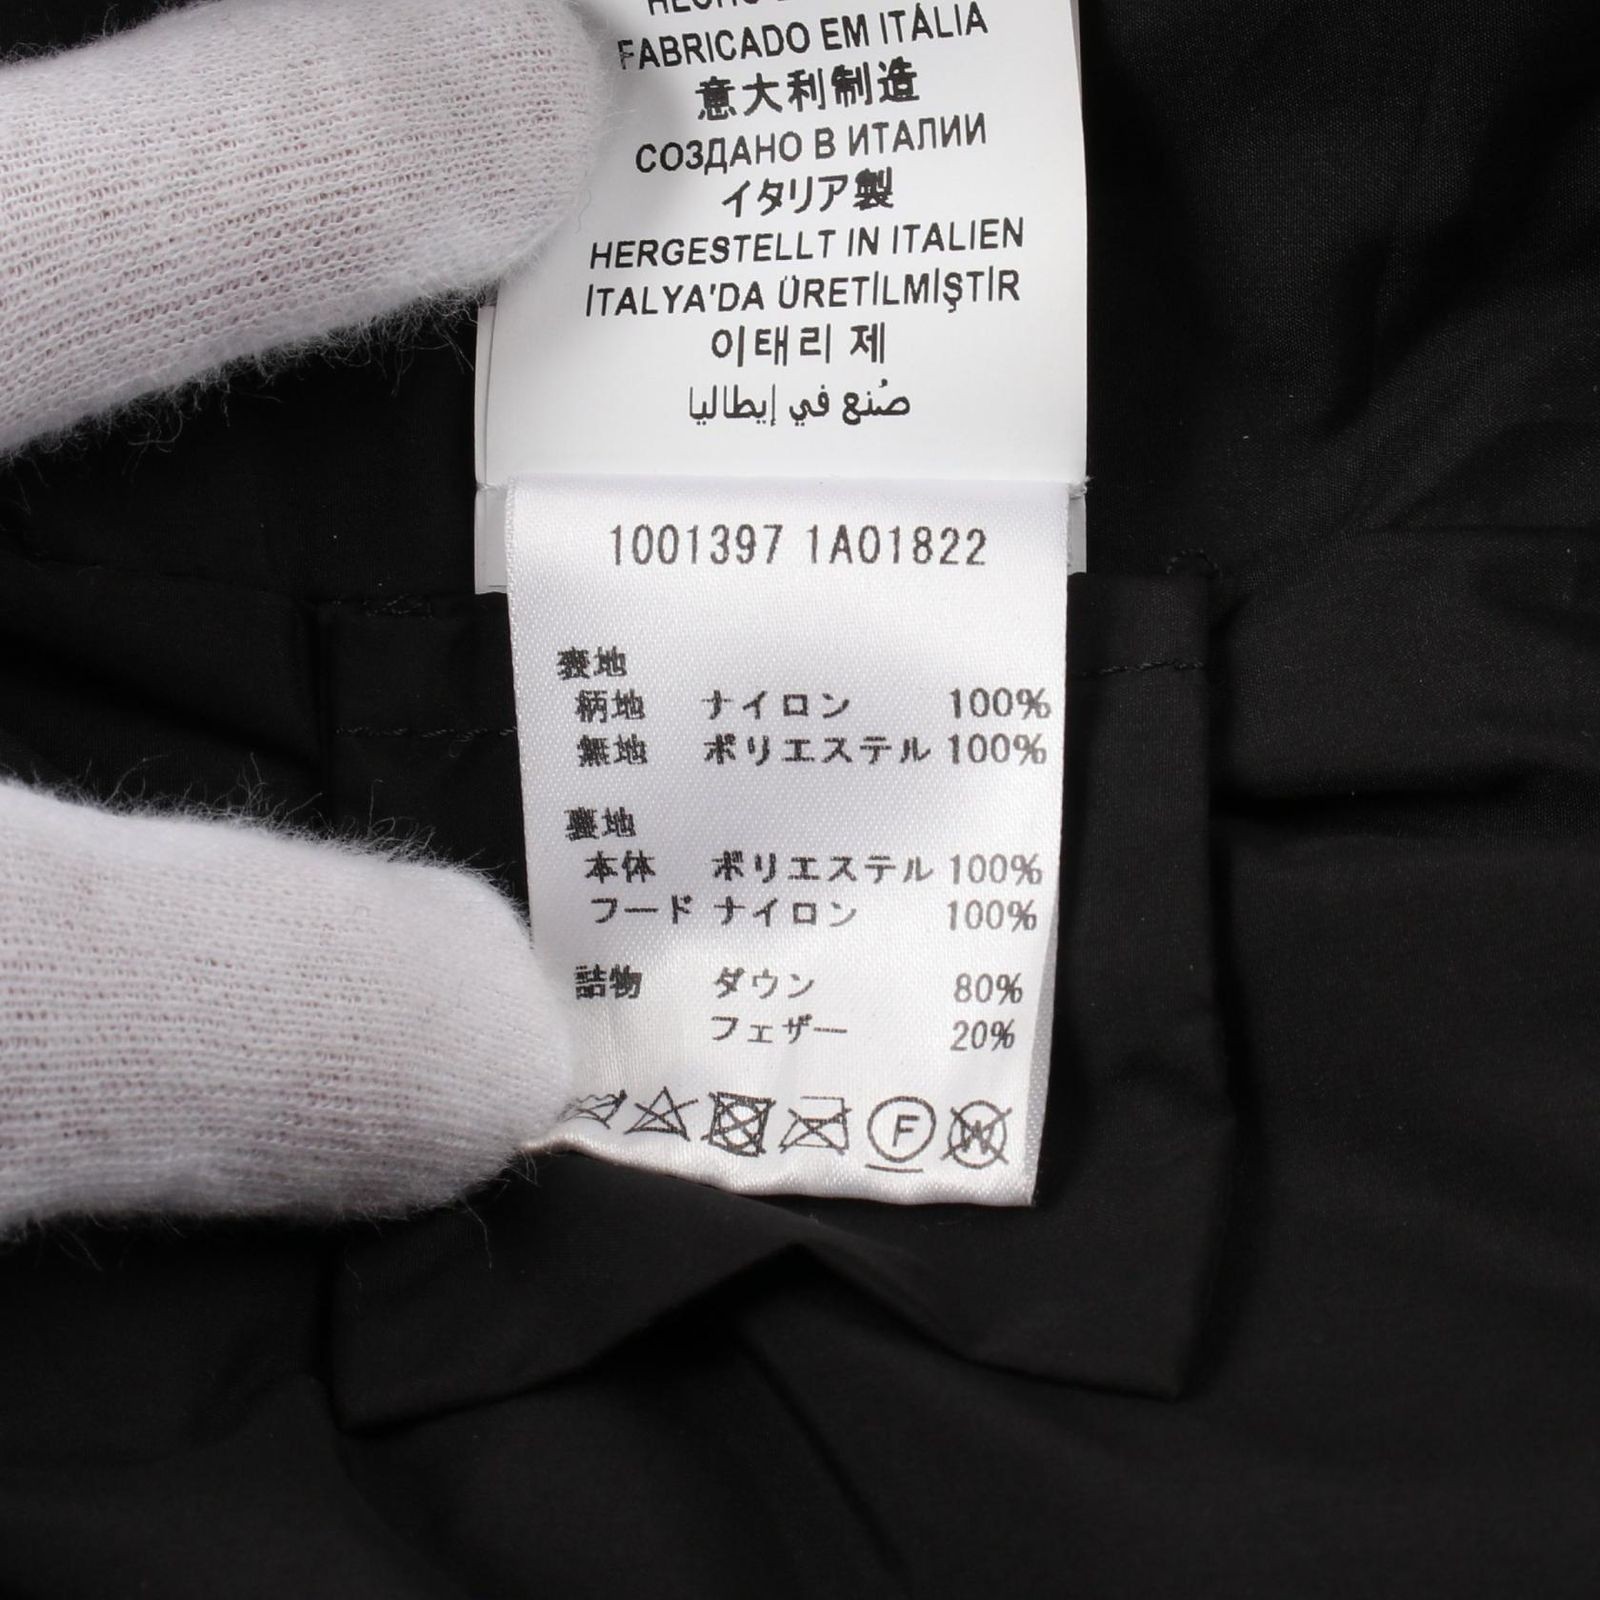 HECHO
FABRICADO EM ITÁLIA
意大利制造
СОЗДАНО В ИТАЛИИ
イタリア製
HERGESTELLT IN ITALIEN
İTALYA'DA ÜRETİLMİŞTİR
이태리 제
صُنع في إيطاليا
1001397 1A01822
表地
柄地 ナイロン 100%
無地 ポリエステル 100%
裏地
本体 ポリエステル 100%
フード ナイロン 100%
詰物 ダウン 80%
フェザー 20%
F W